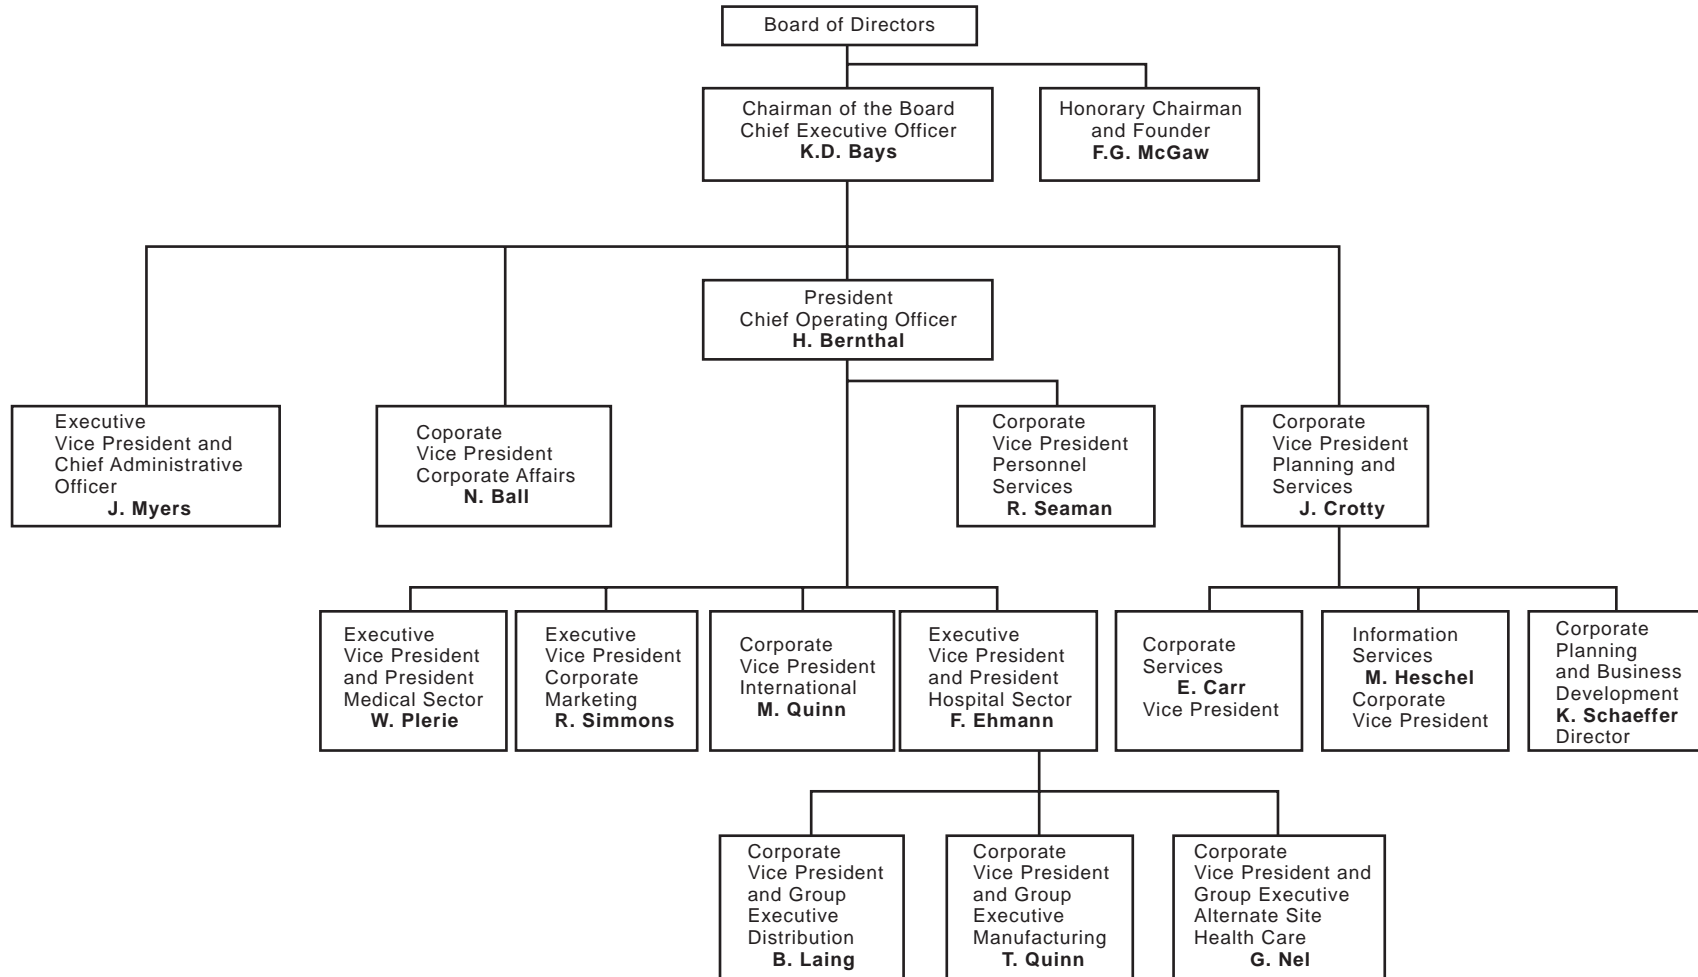 Board of Directors
Chairman of the Board
Chief Executive Officer
K.D. Bays
Honorary Chairman
and Founder
F.G. McGaw
President
Chief Operating Officer
H. Bernthal
Executive
Vice President and
Chief Administrative
Officer
J. Myers
Coporate
Vice President
Corporate Affairs
N. Ball
Corporate
Vice President
Personnel
Services
R. Seaman
Corporate
Vice President
Planning and
Services
J. Crotty
Executive
Vice President
and President
Medical Sector
W. Plerie
Executive
Vice President
Corporate
Marketing
R. Simmons
Corporate
Vice President
International
M. Quinn
Executive
Vice President
and President
Hospital Sector
F. Ehmann
Corporate
Services
E. Carr
Vice President
Information
Services
M. Heschel
Corporate
Vice President
Corporate
Planning
and Business
Development
K. Schaeffer
Director
Corporate
Vice President
and Group
Executive
Distribution
B. Laing
Corporate
Vice President
and Group
Executive
Manufacturing
T. Quinn
Corporate
Vice President and
Group Executive
Alternate Site
Health Care
G. Nel